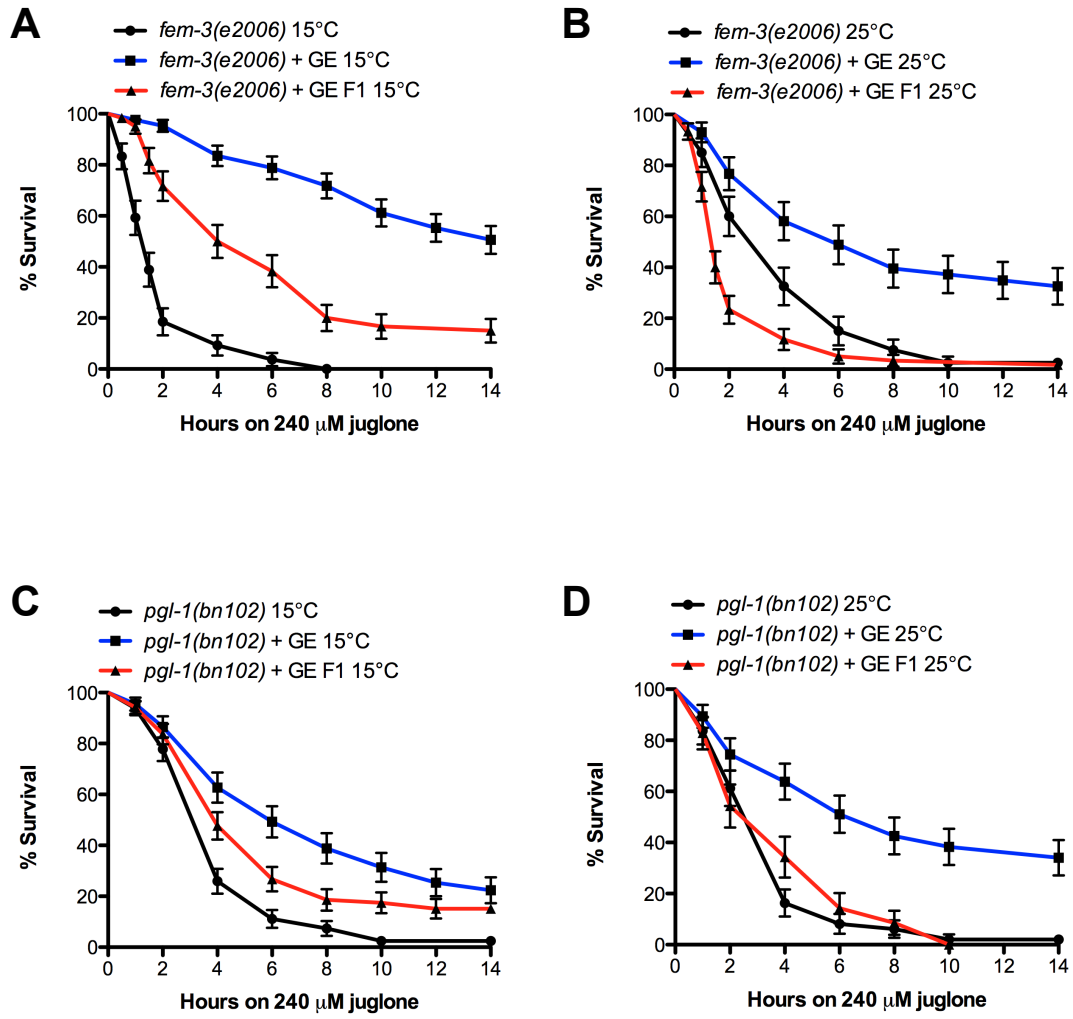 A
fem-3(e2006) 15°C
fem-3(e2006) + GE 15°C
fem-3(e2006) + GE F1 15°C
100
80
60
40
20
0
% Survival
0 2 4 6 8 10 12 14
Hours on 240 μM juglone
B
fem-3(e2006) 25°C
fem-3(e2006) + GE 25°C
fem-3(e2006) + GE F1 25°C
100
80
60
40
20
0
% Survival
0 2 4 6 8 10 12 14
Hours on 240 μM juglone
C
pgl-1(bn102) 15°C
pgl-1(bn102) + GE 15°C
pgl-1(bn102) + GE F1 15°C
100
80
60
40
20
0
% Survival
0 2 4 6 8 10 12 14
Hours on 240 μM juglone
D
pgl-1(bn102) 25°C
pgl-1(bn102) + GE 25°C
pgl-1(bn102) + GE F1 25°C
100
80
60
40
20
0
% Survival
0 2 4 6 8 10 12 14
Hours on 240 μM juglone